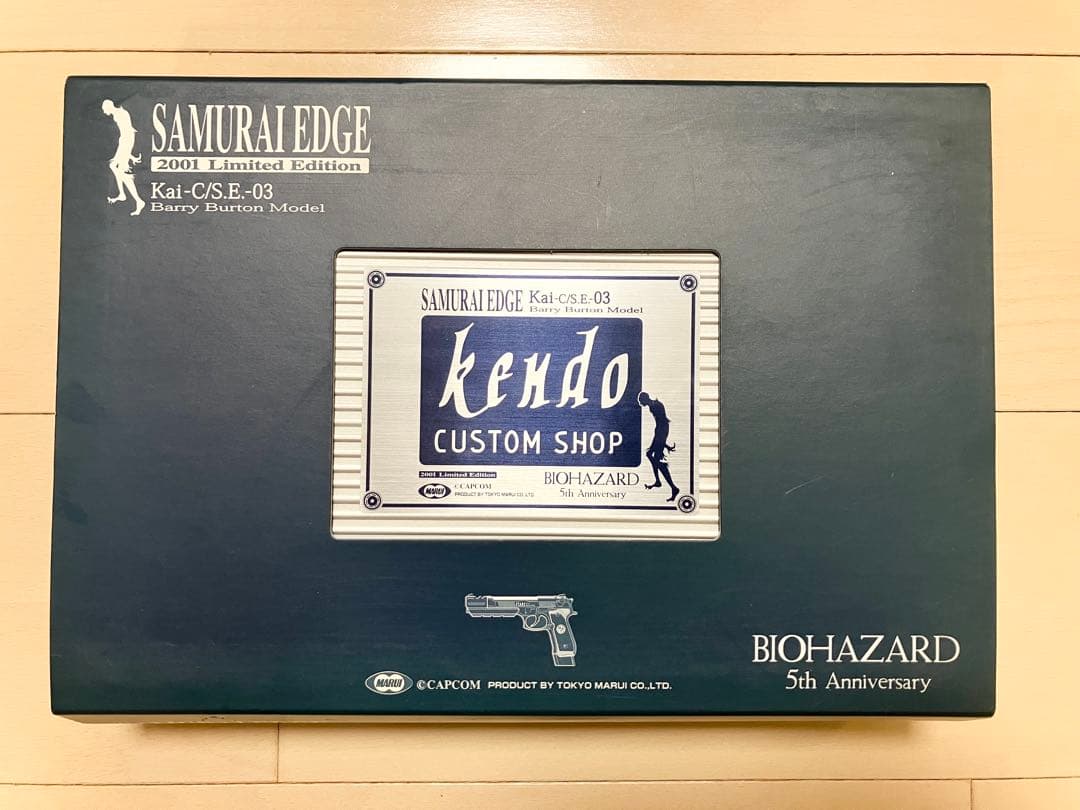 SAMURAI EDGE
2001 Limited Edition
Kai-C/S.E.-03
Barry Burton Model
SAMURAI EDGE Kai-C/S.E.-03
Barry Burton Model
kendo
CUSTOM SHOP
2001 Limited Edition
BIOHAZARD
5th Anniversary
MARUI ©CAPCOM
PRODUCT BY TOKYO MARUI CO.,LTD.
MARUI ©CAPCOM PRODUCT BY TOKYO MARUI CO.,LTD.
BIOHAZARD
5th Anniversary